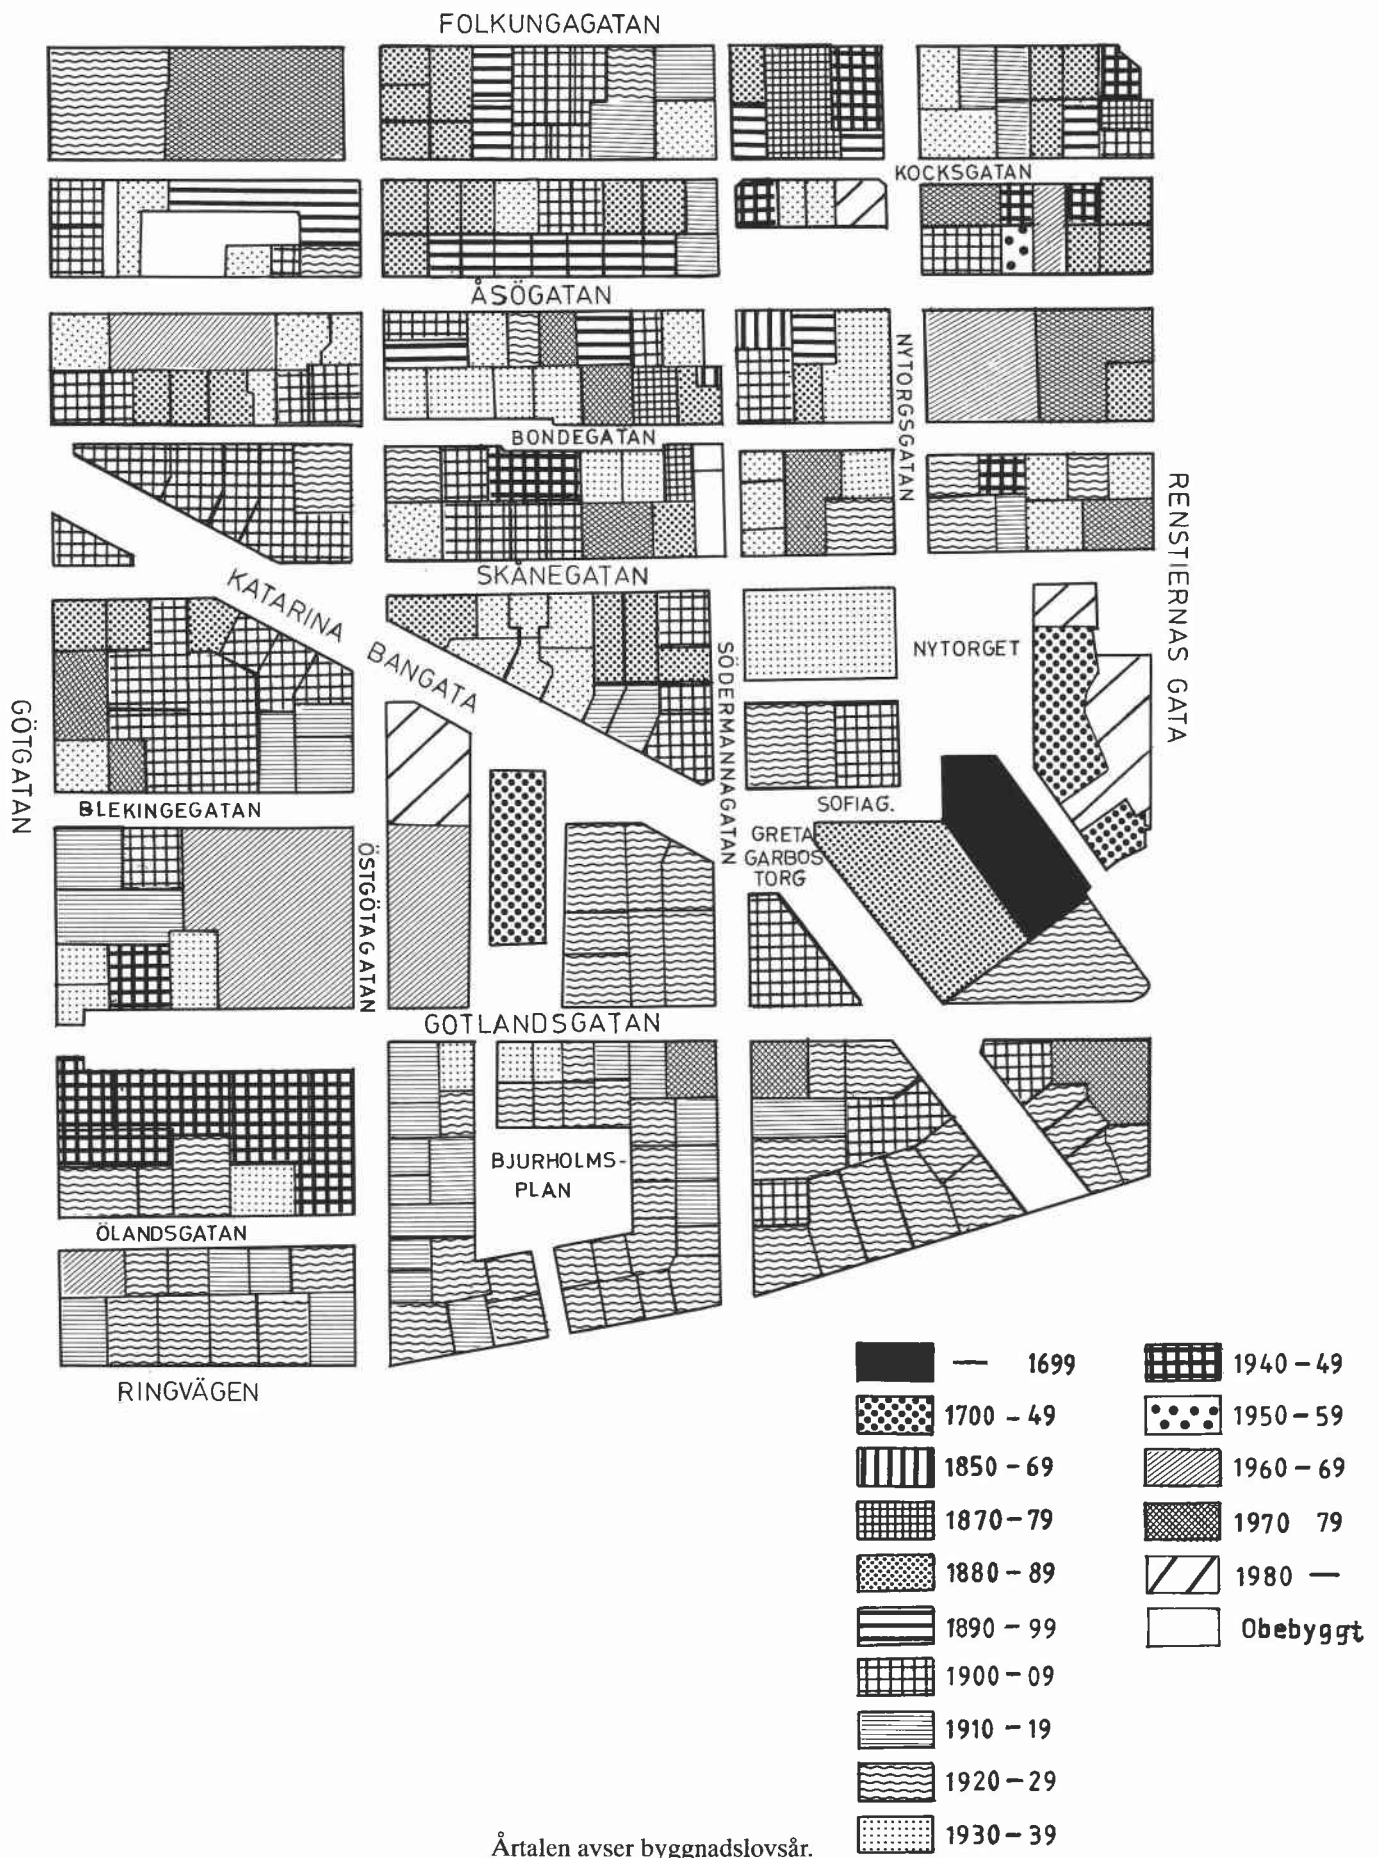 FOLKUNGAGATAN
KOCKSGATAN
ÅSÖGATAN
NYTORGSGATAN
BONDEGATAN
RENSTIERNAS GATA
SKÅNEGATAN
KATARINA
BANGATA
NYTORGET
SÖDERMANNAGATAN
GÖTGATAN
BLEKINGEGATAN
SOFIAG.
GRETA
GARBOS
TORG
ÖSTGÖTAGATAN
GOTLANDSGATAN
BJURHOLMS-
PLAN
ÖLANDSGATAN
RINGVÄGEN
— 1699
1700 - 49
1850 - 69
1870 - 79
1880 - 89
1890 - 99
1900 - 09
1910 - 19
1920 - 29
1930 - 39
1940 - 49
1950 - 59
1960 - 69
1970 79
1980 —
Obebyggt
Årtalen avser byggnadslovsår.